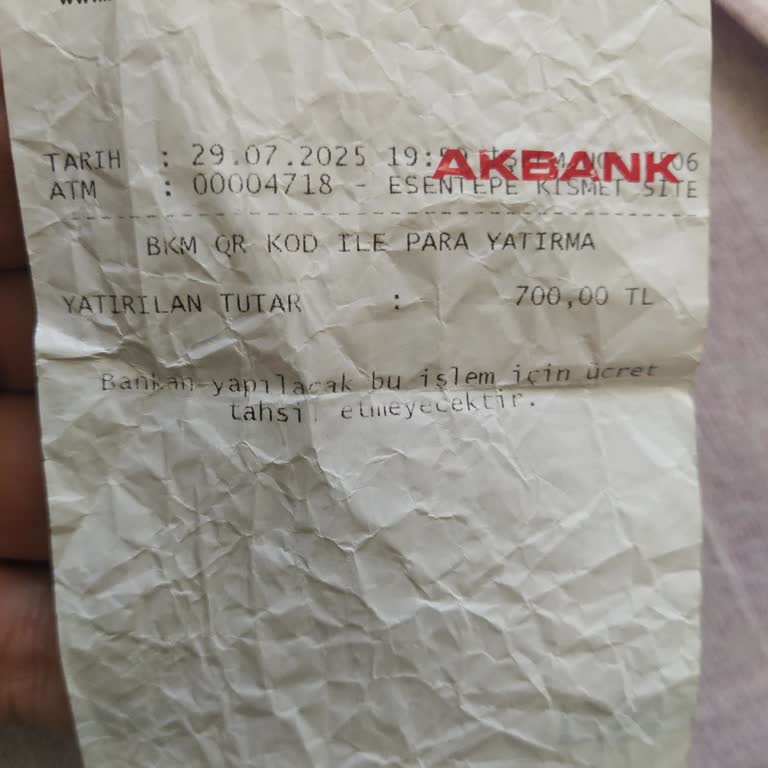 AKBANK
TARIH : 29.07.2025 19:
ATM : 00004718 - ESENTEPE KISMET SITE
BKM QR KOD ILE PARA YATIRMA
YATIRILAN TUTAR : 700,00 TL
yapılacak bu işlem için ücret
etmeyecektir.